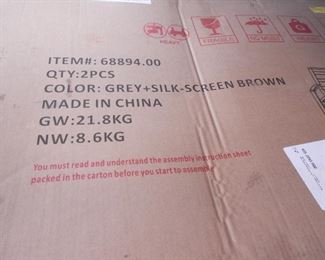 HEAVY
FRAGILE
ITEM#: 68894.00
QTY:2PCS
COLOR: GREY+SILK-SCREEN BROWN
MADE IN CHINA
GW:21.8KG
NW:8.6KG
You must read and understand the assembly instruction sheet
packed in the carton before you start to assemble